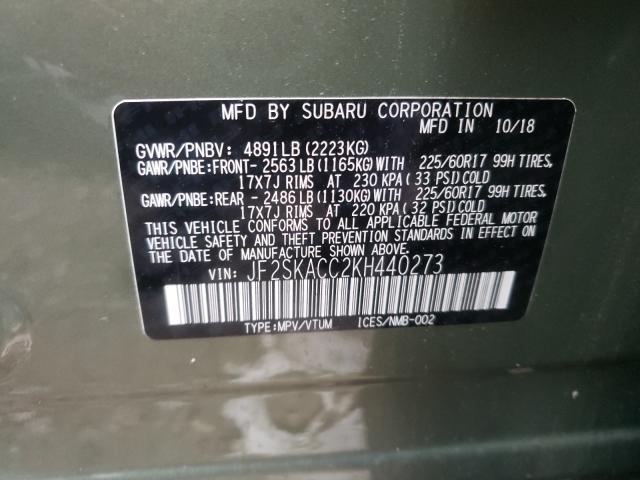 MFD BY SUBARU CORPORATION
MFD IN 10/18
GVWR/PNBV: 4891LB (2223KG)
GAWR/PNBE:FRONT- 2563LB (1165KG) WITH 225/60R17 99H TIRES,
17X7J RIMS AT 230 KPA (33 PSI) COLD
GAWR/PNBE:REAR - 2486LB (1130KG) WITH 225/60R17 99H TIRES,
17X7J RIMS AT 220 KPA (32 PSI) COLD
THIS VEHICLE CONFORMS TO ALL APPLICABLE FEDERAL MOTOR
VEHICLE SAFETY AND THEFT PREVENTION STANDARDS IN EFFECT ON
THE DATE OF MANUFACTURE SHOWN ABOVE.
VIN: JF2SKACC2KH440273
TYPE:MPV/VTUM ICES/NMB-002